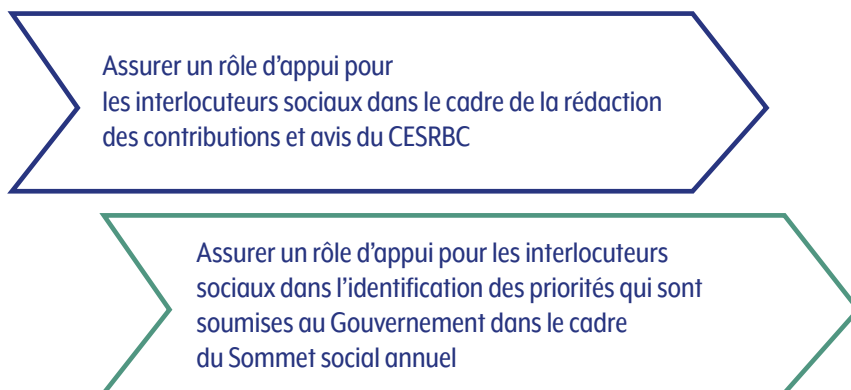 Assurer un rôle d’appui pour
les interlocuteurs sociaux dans le cadre de la rédaction
des contributions et avis du CESRBC
Assurer un rôle d’appui pour les interlocuteurs
sociaux dans l’identification des priorités qui sont
soumises au Gouvernement dans le cadre
du Sommet social annuel